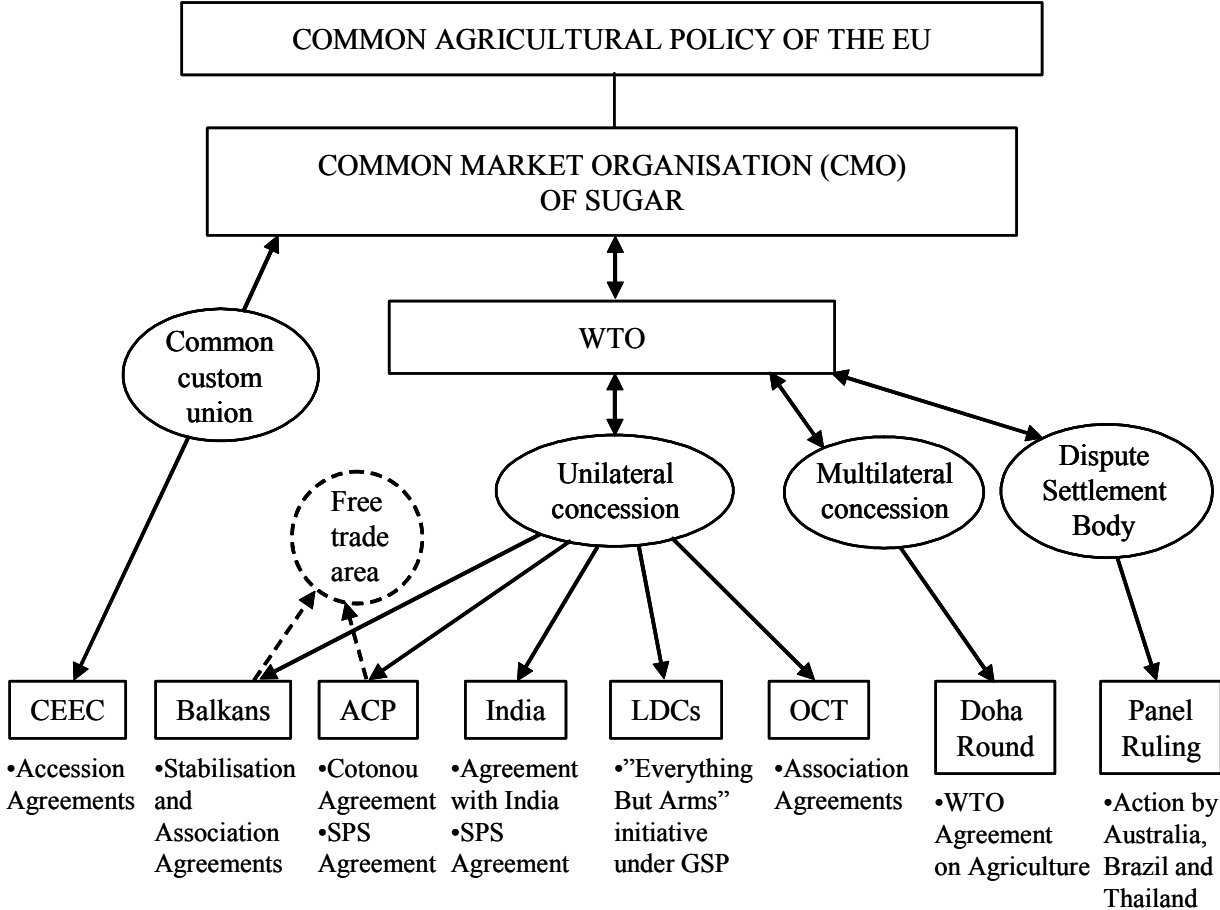 COMMON AGRICULTURAL POLICY OF THE EU
COMMON MARKET ORGANISATION (CMO)
OF SUGAR
WTO
Common
custom
union
Free
trade
area
Unilateral
concession
Multilateral
concession
Dispute
Settlement
Body
CEEC
•Accession
Agreements
Balkans
•Stabilisation
and
Association
Agreements
ACP
•Cotonou
Agreement
•SPS
Agreement
India
•Agreement
with India
•SPS
Agreement
LDCs
•”Everything
But Arms”
initiative
under GSP
OCT
•Association
Agreements
Doha
Round
•WTO
Agreement
on Agriculture
Panel
Ruling
•Action by
Australia,
Brazil and
Thailand